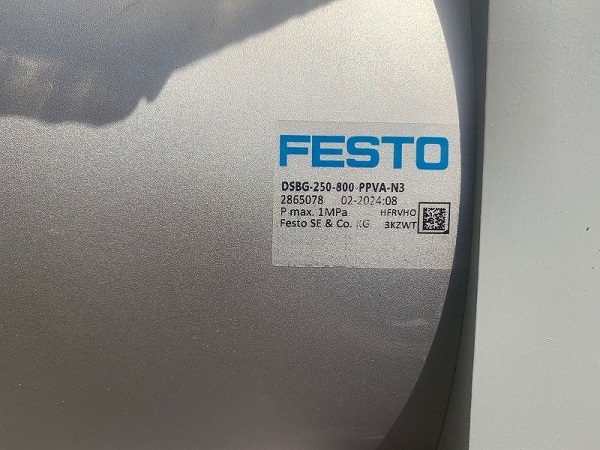 FESTO
DSBG-250-800-PPVA-N3
2865078 02-2024:08
P max. 1MPa HFRVHO
Festo SE & Co. KG 3KZWT